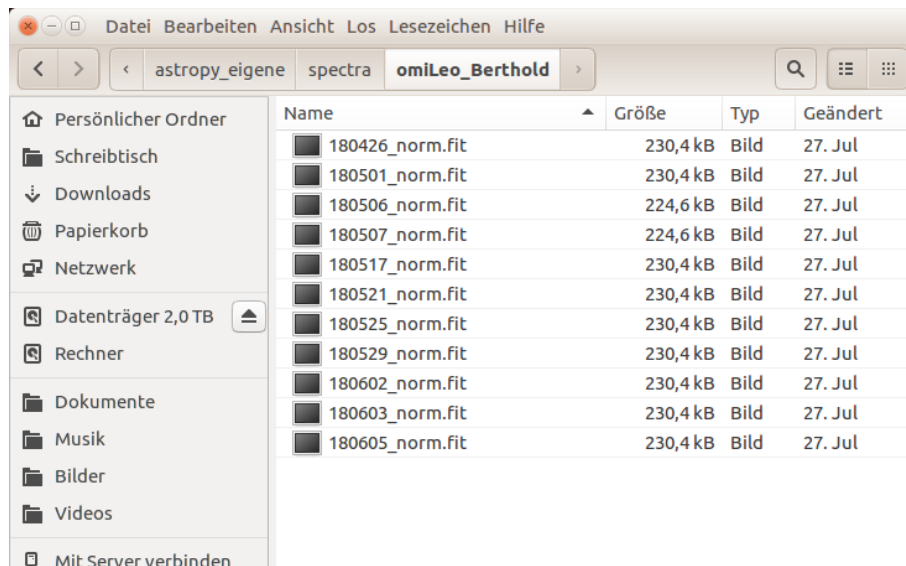 Datei Bearbeiten Ansicht Los Lesezeichen Hilfe
astropy_eigene spectra omiLeo_Berthold
Persönlicher Ordner
Schreibtisch
Downloads
Papierkorb
Netzwerk
Datenträger 2,0 TB
Rechner
Dokumente
Musik
Bilder
Videos
Mit Server verbinden
Name Größe Typ Geändert
180426_norm.fit 230,4 kB Bild 27. Jul
180501_norm.fit 230,4 kB Bild 27. Jul
180506_norm.fit 224,6 kB Bild 27. Jul
180507_norm.fit 224,6 kB Bild 27. Jul
180517_norm.fit 230,4 kB Bild 27. Jul
180521_norm.fit 230,4 kB Bild 27. Jul
180525_norm.fit 230,4 kB Bild 27. Jul
180529_norm.fit 230,4 kB Bild 27. Jul
180602_norm.fit 230,4 kB Bild 27. Jul
180603_norm.fit 230,4 kB Bild 27. Jul
180605_norm.fit 230,4 kB Bild 27. Jul